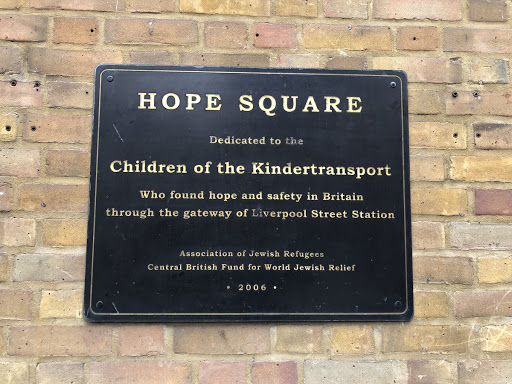 HOPE SQUARE
Dedicated to the
Children of the Kindertransport
Who found hope and safety in Britain
through the gateway of Liverpool Street Station
Association of Jewish Refugees
Central British Fund for World Jewish Relief
• 2006 •